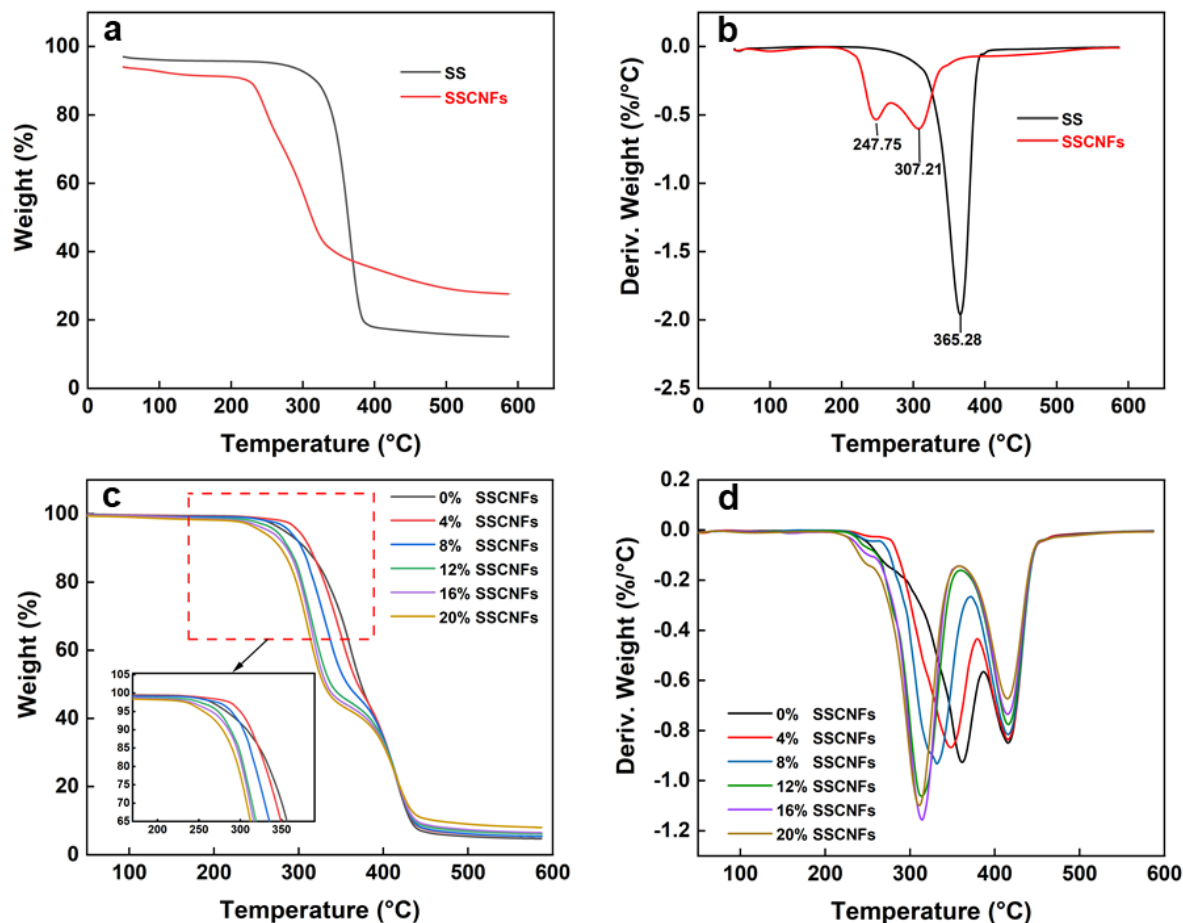 a
100
80
60
40
20
0
0 100 200 300 400 500 600
Weight (%)
Temperature (°C)
SS
SSCNFs
b
0.0
-0.5
-1.0
-1.5
-2.0
-2.5
0 100 200 300 400 500 600
Deriv. Weight (%/°C)
Temperature (°C)
247.75
307.21
365.28
SS
SSCNFs
c
100
80
60
40
20
0
100 200 300 400 500 600
Weight (%)
Temperature (°C)
0% SSCNFs
4% SSCNFs
8% SSCNFs
12% SSCNFs
16% SSCNFs
20% SSCNFs
105
100
95
90
85
80
75
70
65
200 250 300 350
d
0.2
0.0
-0.2
-0.4
-0.6
-0.8
-1.0
-1.2
100 200 300 400 500 600
Deriv. Weight (%/°C)
Temperature (°C)
0% SSCNFs
4% SSCNFs
8% SSCNFs
12% SSCNFs
16% SSCNFs
20% SSCNFs